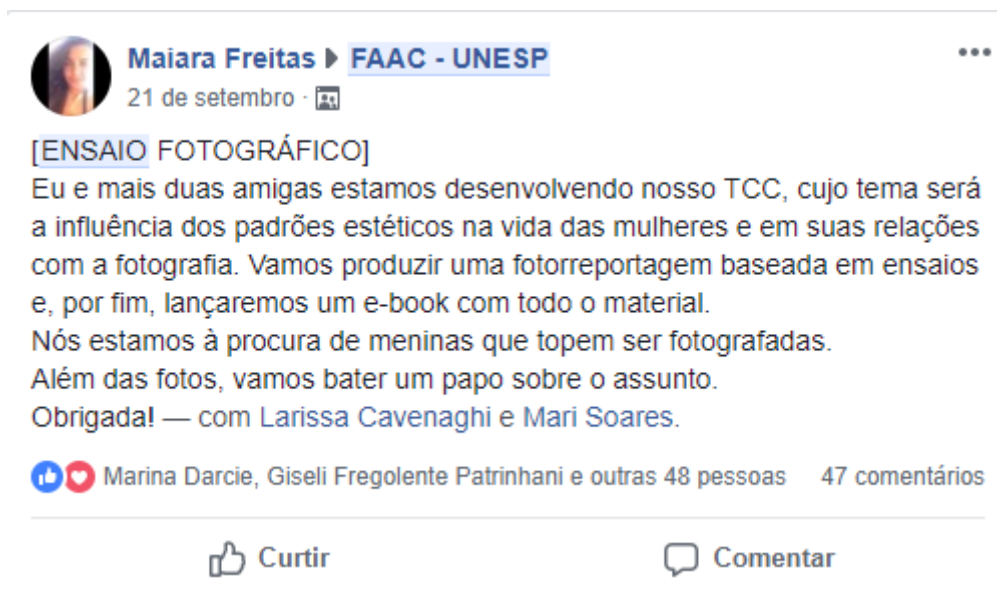 Maiara Freitas ▶ FAAC - UNESP
21 de setembro ·
[ENSAIO FOTOGRÁFICO]
Eu e mais duas amigas estamos desenvolvendo nosso TCC, cujo tema será
a influência dos padrões estéticos na vida das mulheres e em suas relações
com a fotografia. Vamos produzir uma fotorreportagem baseada em ensaios
e, por fim, lançaremos um e-book com todo o material.
Nós estamos à procura de meninas que topem ser fotografadas.
Além das fotos, vamos bater um papo sobre o assunto.
Obrigada! — com Larissa Cavenaghi e Mari Soares.
Marina Darcie, Giseli Fregolente Patrinhani e outras 48 pessoas 47 comentários
Curtir Comentar